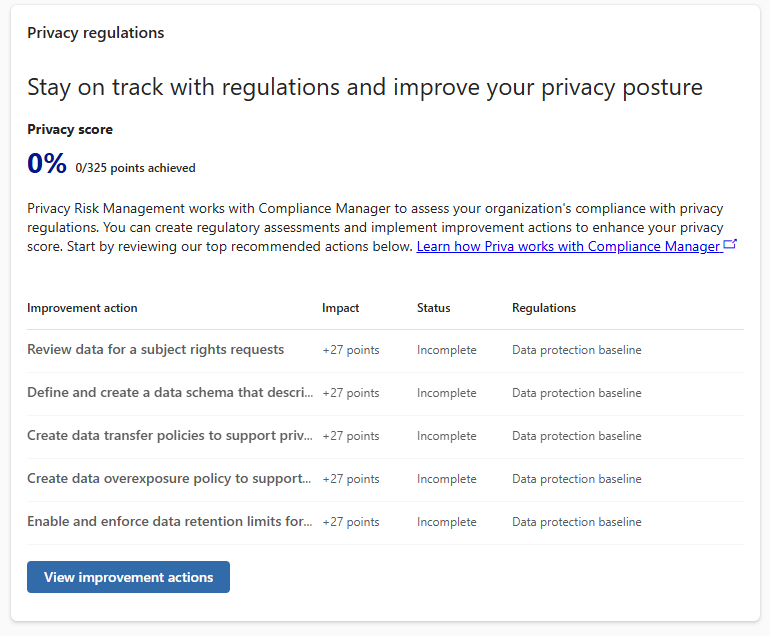 Privacy regulations
Stay on track with regulations and improve your privacy posture
Privacy score
0% 0/325 points achieved
Privacy Risk Management works with Compliance Manager to assess your organization's compliance with privacy
regulations. You can create regulatory assessments and implement improvement actions to enhance your privacy
score. Start by reviewing our top recommended actions below. Learn how Priva works with Compliance Manager
Improvement action Impact Status Regulations
Review data for a subject rights requests +27 points Incomplete Data protection baseline
Define and create a data schema that descri... +27 points Incomplete Data protection baseline
Create data transfer policies to support priv... +27 points Incomplete Data protection baseline
Create data overexposure policy to support... +27 points Incomplete Data protection baseline
Enable and enforce data retention limits for... +27 points Incomplete Data protection baseline
View improvement actions